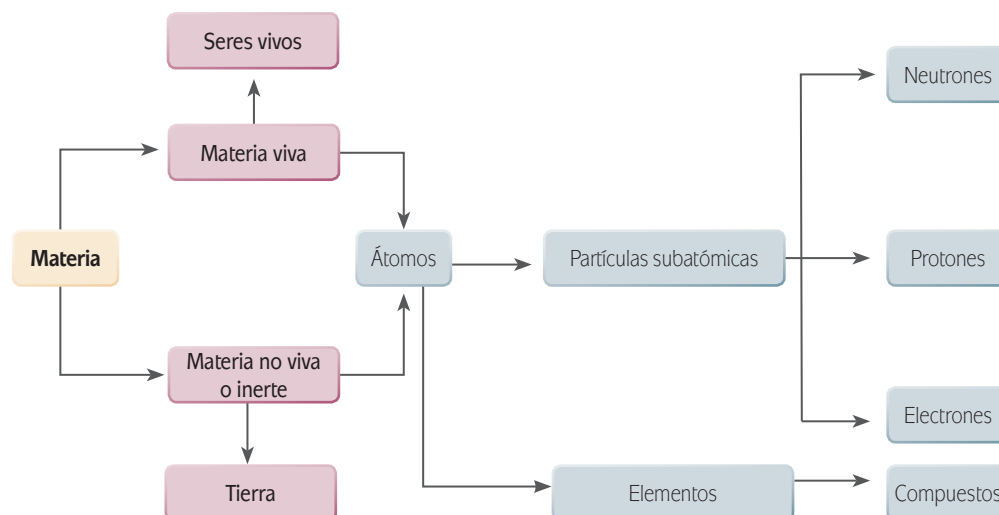 Seres vivos
Neutrones
Materia viva
Materia
Átomos
Partículas subatómicas
Protones
Materia no viva
o inerte
Electrones
Tierra
Elementos
Compuestos